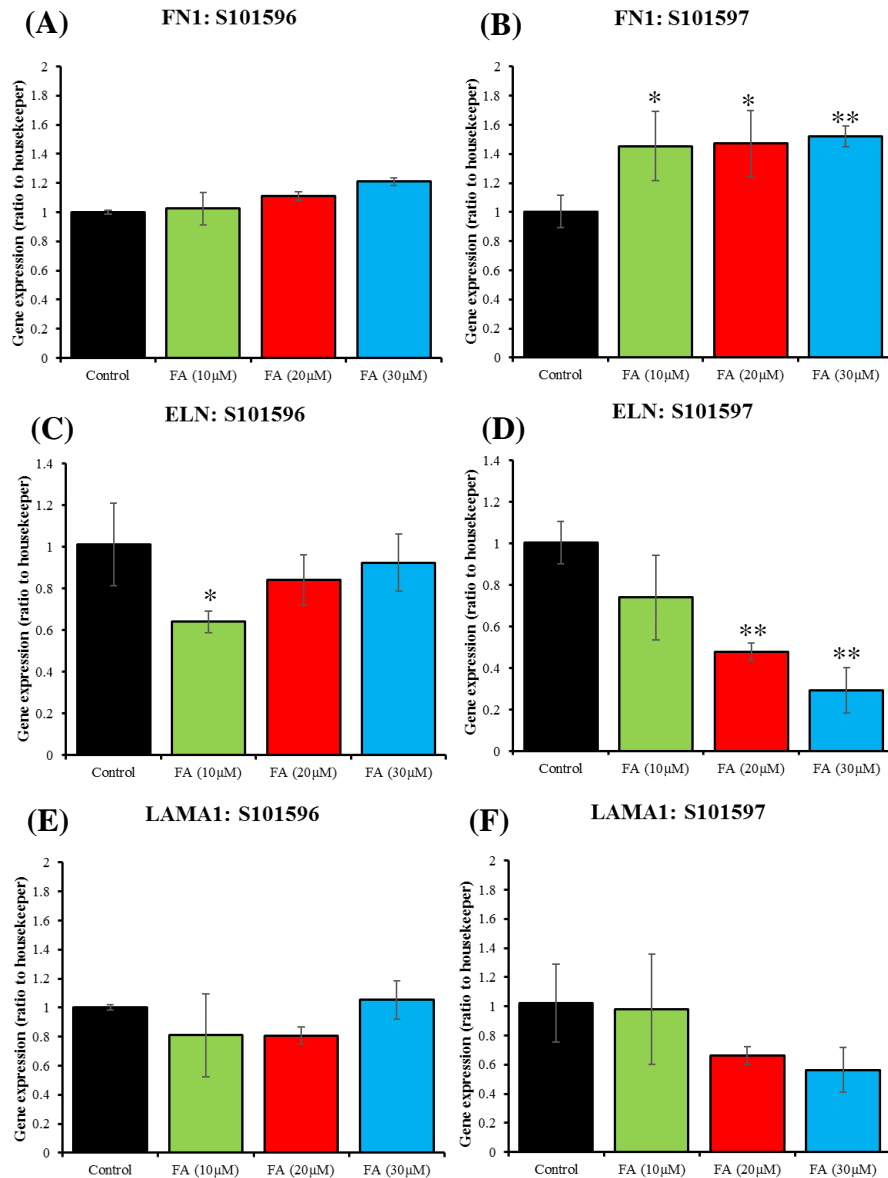 (A)
FN1: S101596
Gene expression (ratio to housekeeper)
2
1.8
1.6
1.4
1.2
1
0.8
0.6
0.4
0.2
0
Control
FA (10µM)
FA (20µM)
FA (30µM)
(B)
FN1: S101597
Gene expression (ratio to housekeeper)
2
1.8
1.6
1.4
1.2
1
0.8
0.6
0.4
0.2
0
*
*
**
Control
FA (10µM)
FA (20µM)
FA (30µM)
(C)
ELN: S101596
Gene expression (ratio to housekeeper)
1.4
1.2
1
0.8
0.6
0.4
0.2
0
*
Control
FA (10µM)
FA (20µM)
FA (30µM)
(D)
ELN: S101597
Gene expression (ratio to housekeeper)
1.4
1.2
1
0.8
0.6
0.4
0.2
0
**
**
Control
FA (10µM)
FA (20µM)
FA (30µM)
(E)
LAMA1: S101596
Gene expression (ratio to housekeeper)
2
1.8
1.6
1.4
1.2
1
0.8
0.6
0.4
0.2
0
Control
FA (10µM)
FA (20µM)
FA (30µM)
(F)
LAMA1: S101597
Gene expression (ratio to housekeeper)
2
1.8
1.6
1.4
1.2
1
0.8
0.6
0.4
0.2
0
Control
FA (10µM)
FA (20µM)
FA (30µM)